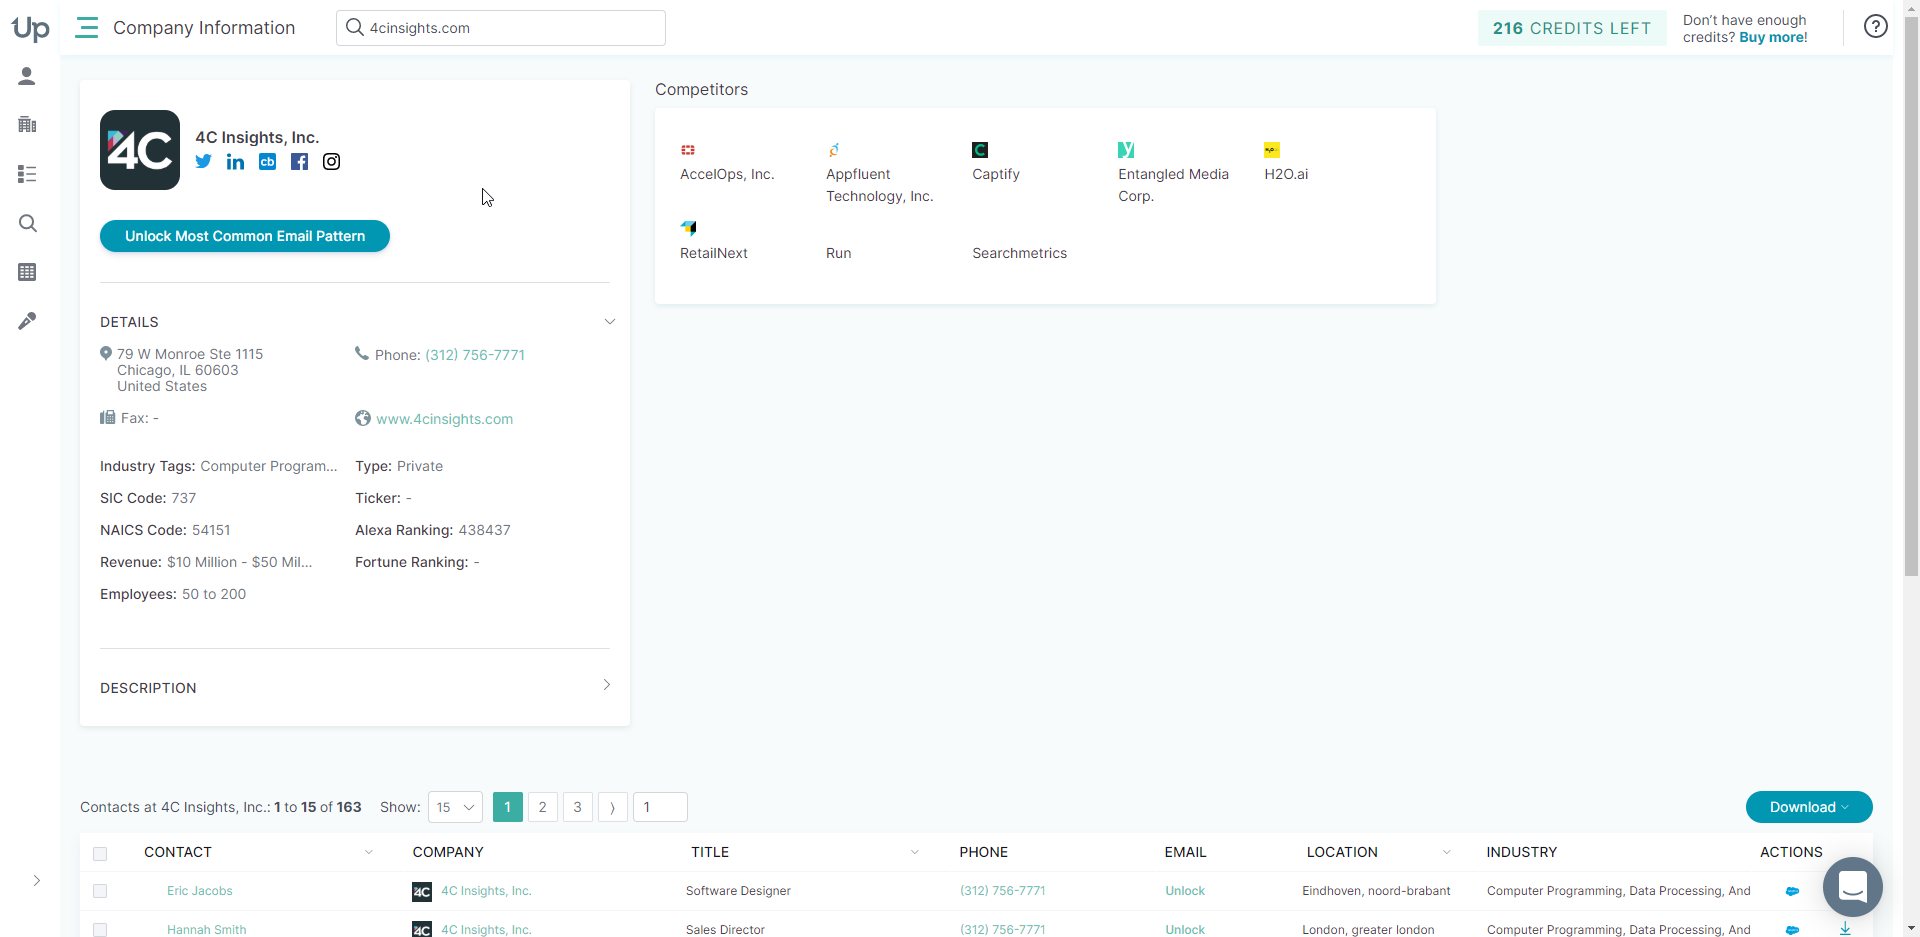 Up
Company Information
4cinsights.com
216 CREDITS LEFT
Don't have enough
credits? Buy more!
4C
4C Insights, Inc.
cb
Unlock Most Common Email Pattern
DETAILS
79 W Monroe Ste 1115
Chicago, IL 60603
United States
Phone: (312) 756-7771
Fax: -
www.4cinsights.com
Industry Tags: Computer Program...
Type: Private
SIC Code: 737
Ticker: -
NAICS Code: 54151
Alexa Ranking: 438437
Revenue: $10 Million - $50 Mil...
Fortune Ranking: -
Employees: 50 to 200
DESCRIPTION
Competitors
AccelOps, Inc.
Appfluent
Technology, Inc.
Captify
Entangled Media
Corp.
H2O.ai
RetailNext
Run
Searchmetrics
Contacts at 4C Insights, Inc.: 1 to 15 of 163
Show: 15
1 2 3 ⟩ 1
Download
CONTACT COMPANY TITLE PHONE EMAIL LOCATION INDUSTRY ACTIONS
Eric Jacobs 4C 4C Insights, Inc. Software Designer (312) 756-7771 Unlock Eindhoven, noord-brabant Computer Programming, Data Processing, And
Hannah Smith 4C 4C Insights, Inc. Sales Director (312) 756-7771 Unlock London, greater london Computer Programming, Data Processing, And